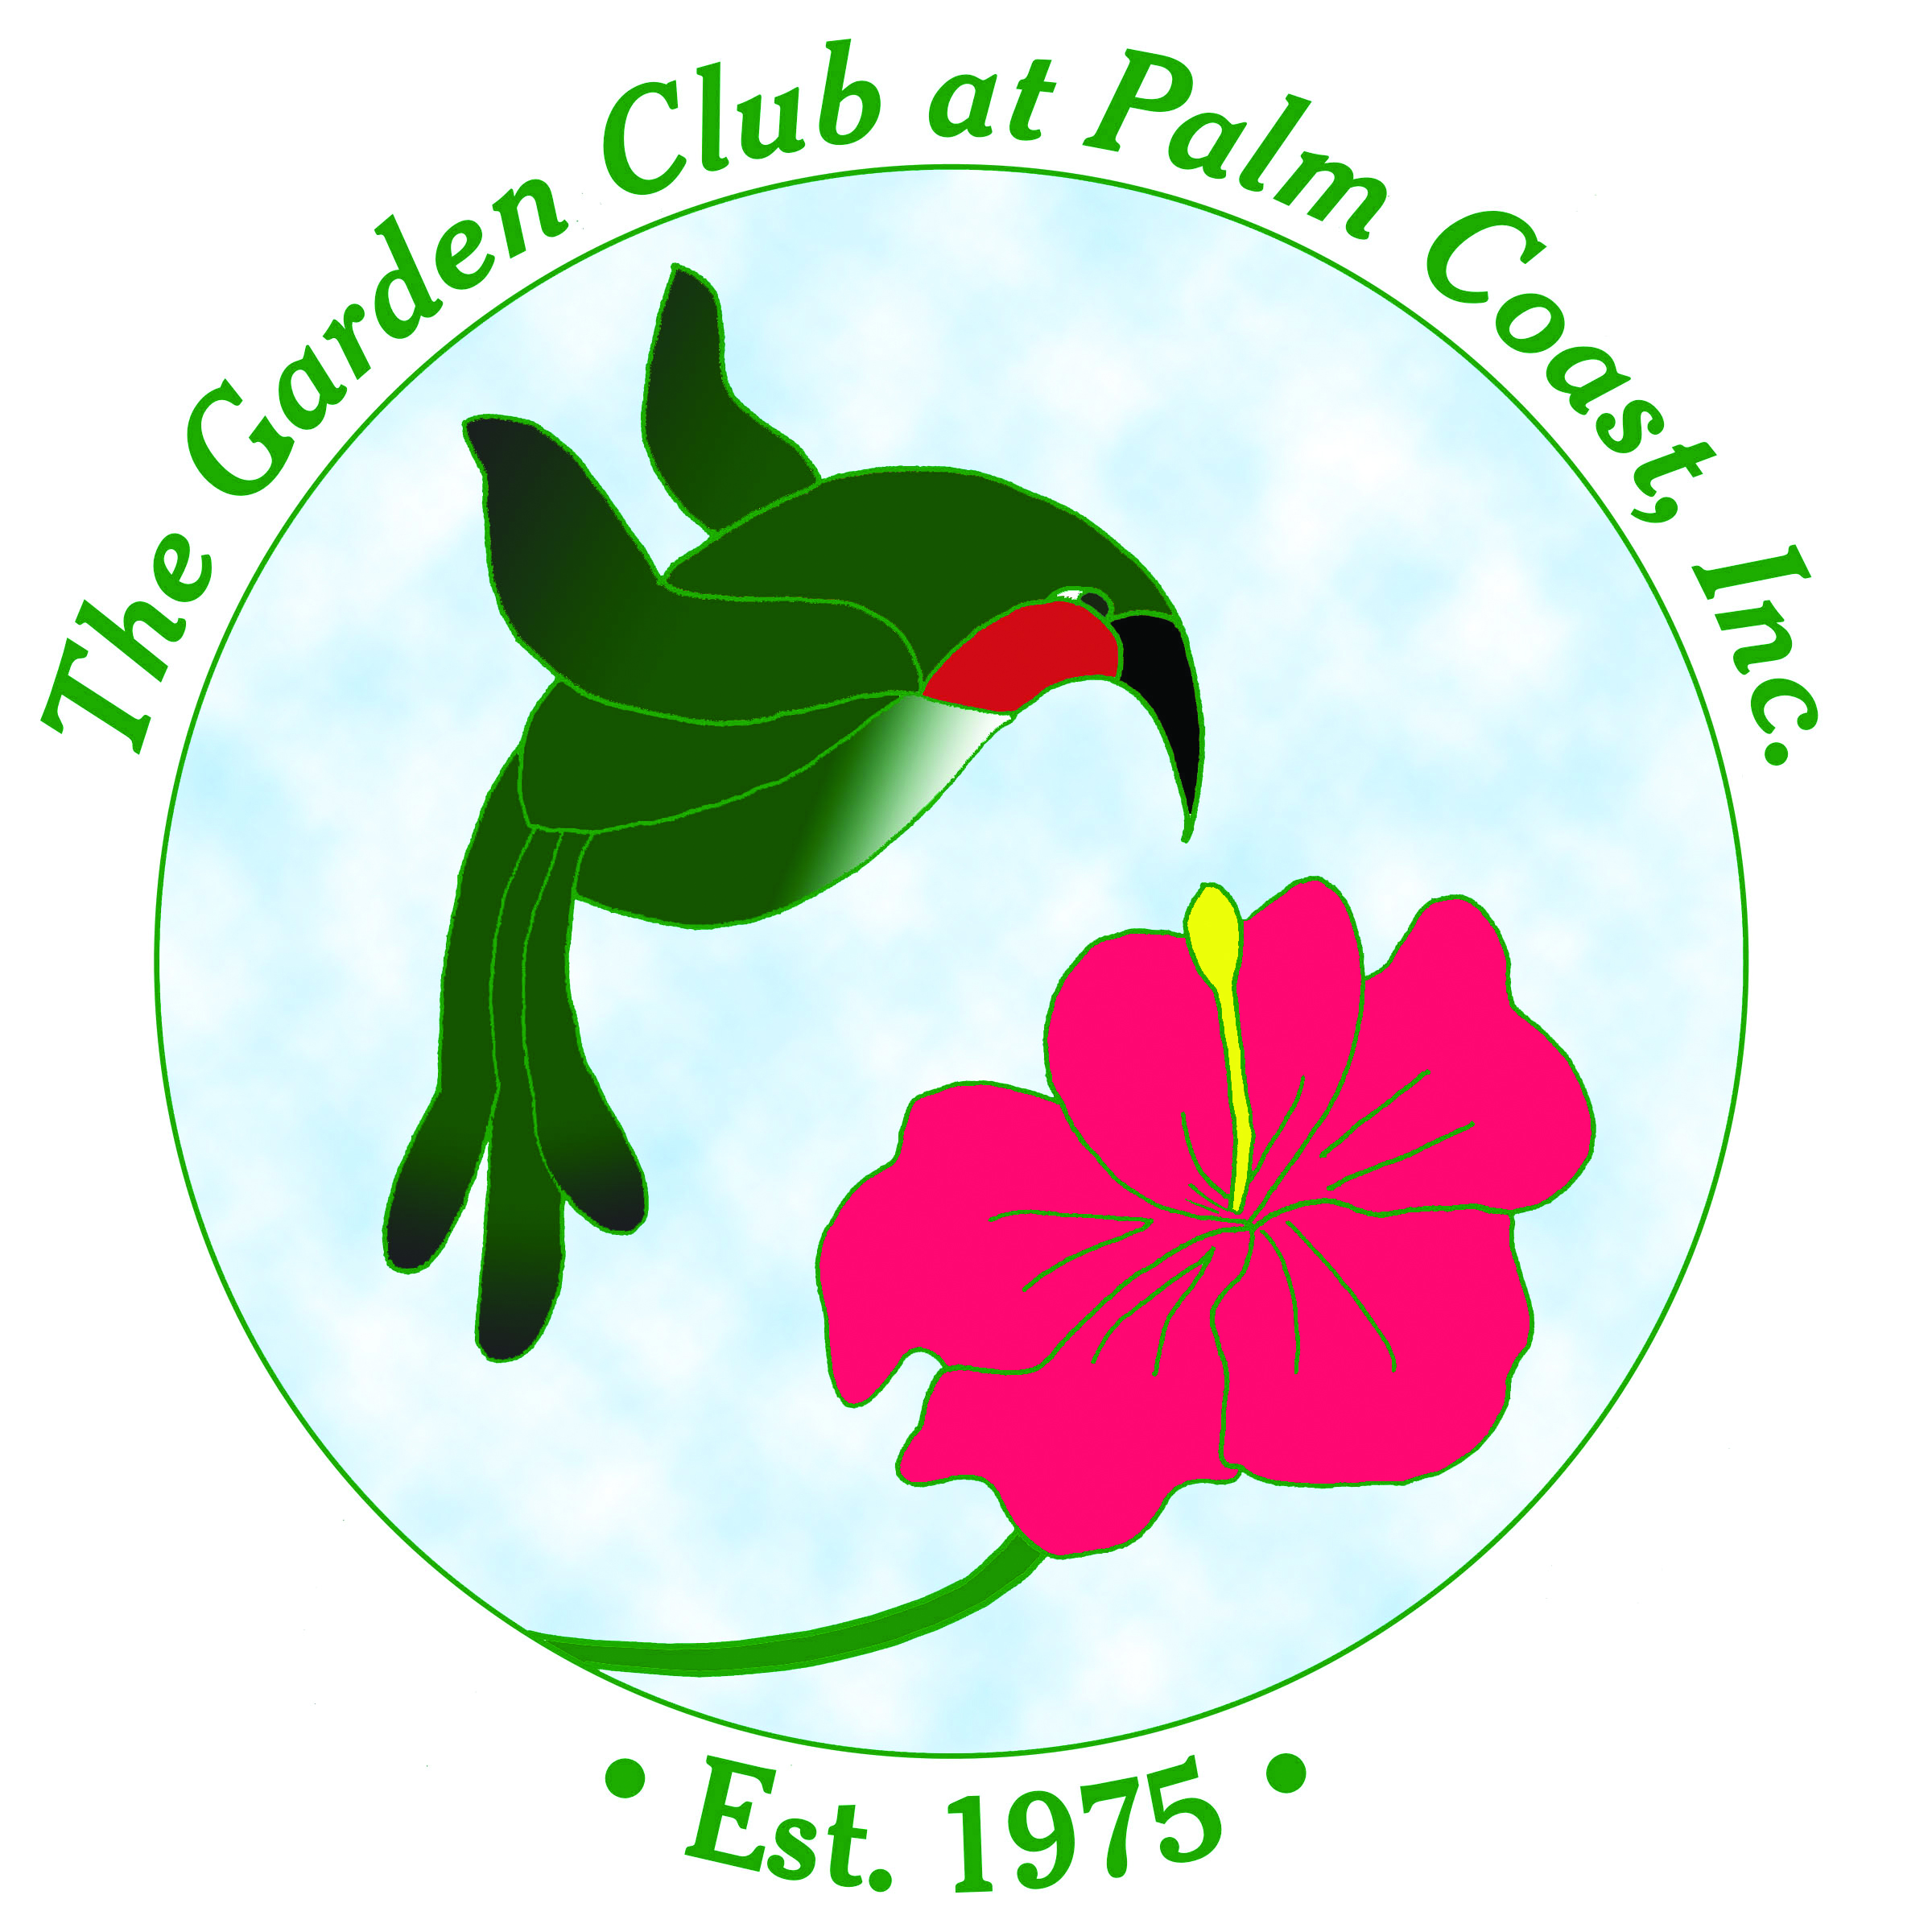 The Garden Club at Palm Coast, Inc.
• Est. 1975 •